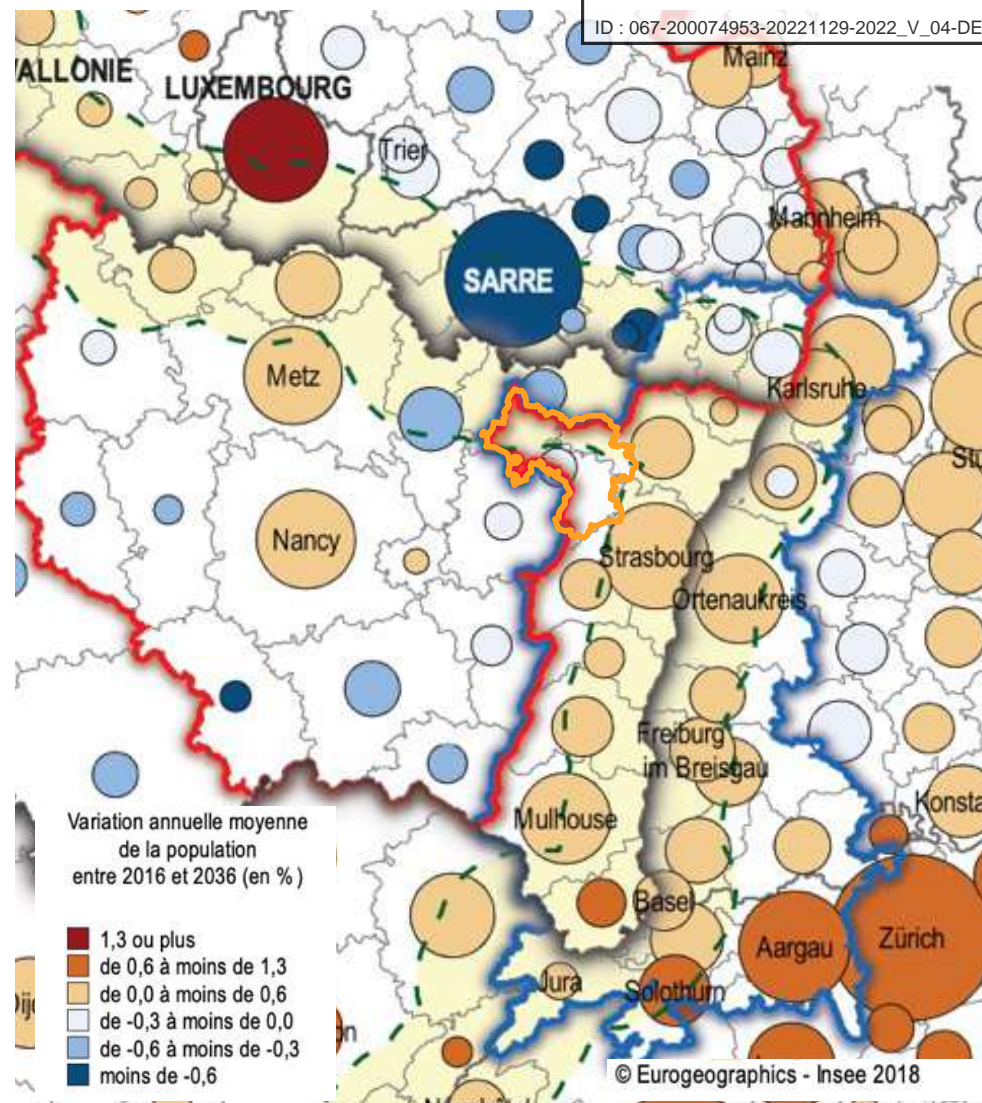 ID : 067-200074953-20221129-2022_V_04-DE
Mainz
LUXEMBOURG
Trier
Mannheim
SARRE
Metz
Karlsruhe
Nancy
Strasbourg
Ortenaukreis
Freiburg
im Breisgau
Mulhouse
Basel
Aargau
Zürich
Jura
Solothurn
Variation annuelle moyenne
de la population
entre 2016 et 2036 (en %)
1,3 ou plus
de 0,6 à moins de 1,3
de 0,0 à moins de 0,6
de -0,3 à moins de 0,0
de -0,6 à moins de -0,3
moins de -0,6
© Eurogeographics - Insee 2018